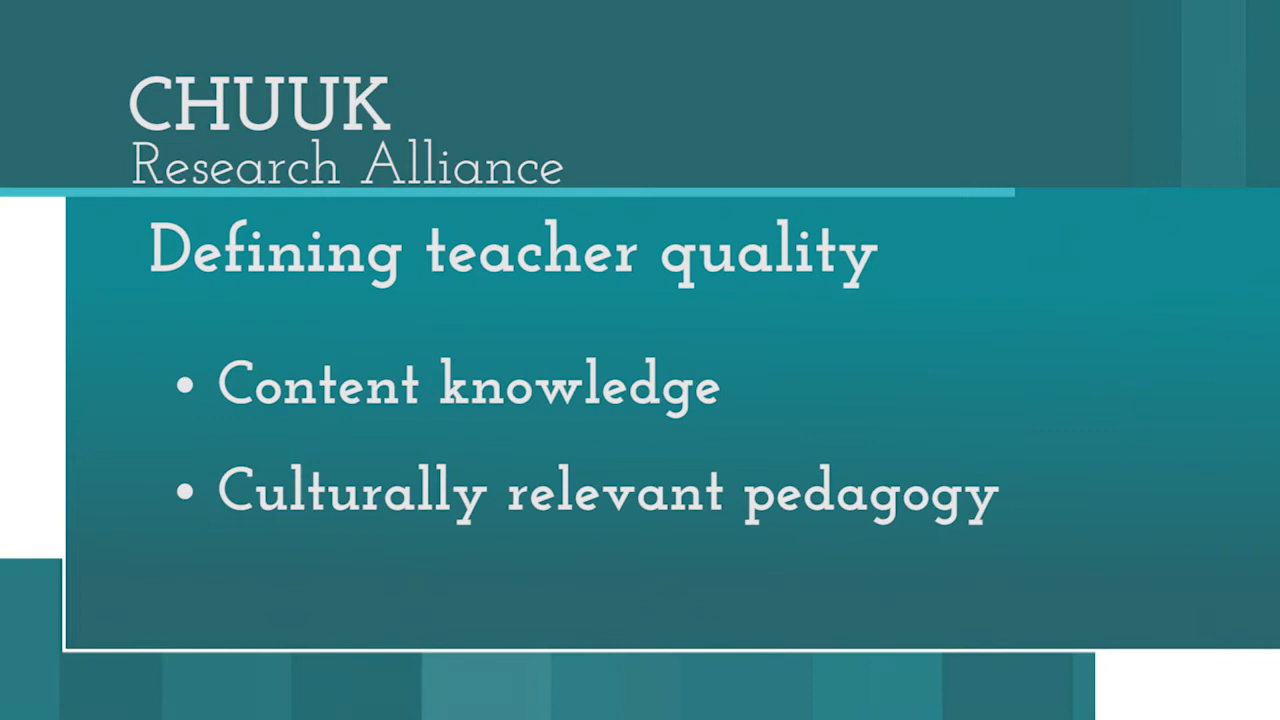 CHUUK
Research Alliance
Defining teacher quality
• Content knowledge
• Culturally relevant pedagogy